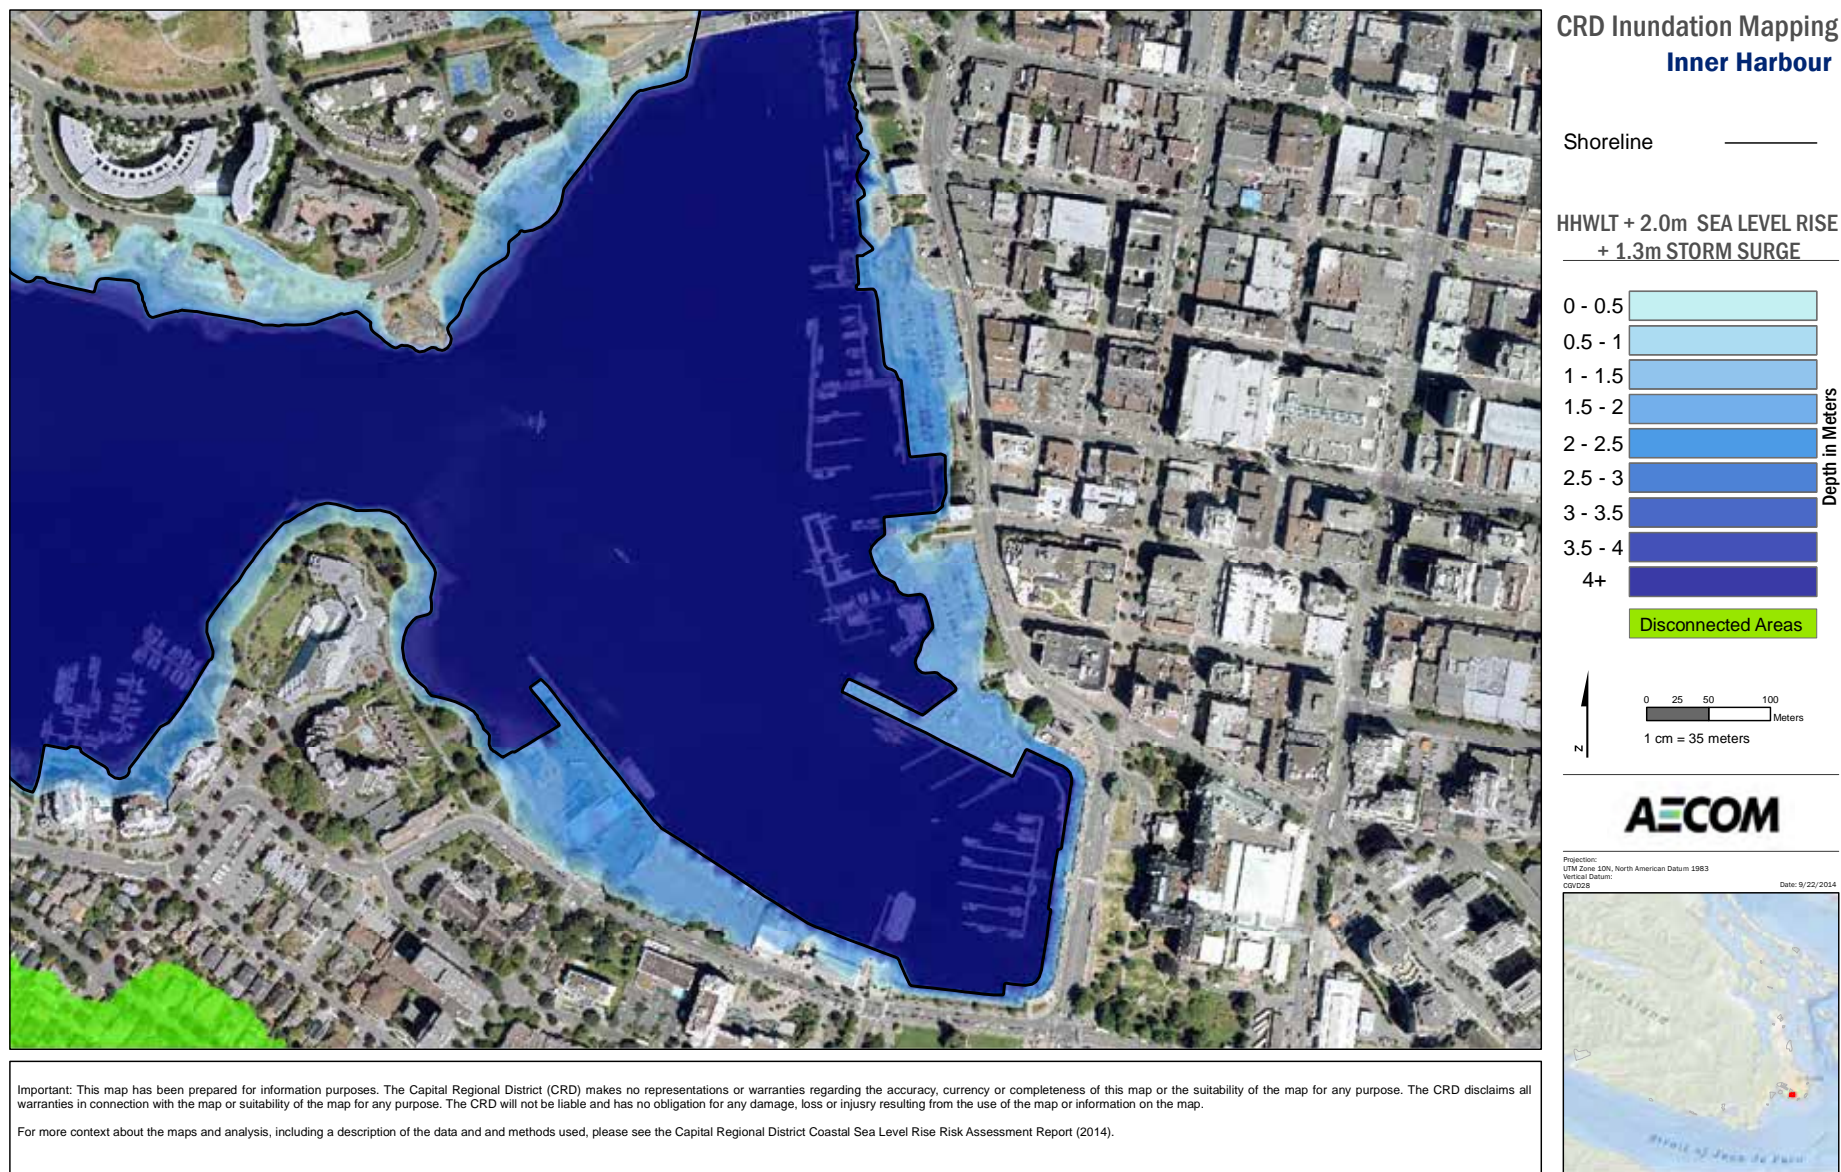 CRD Inundation Mapping
Inner Harbour
Shoreline
HHWLT + 2.0m SEA LEVEL RISE
+ 1.3m STORM SURGE
0 - 0.5
0.5 - 1
1 - 1.5
1.5 - 2
2 - 2.5
2.5 - 3
3 - 3.5
3.5 - 4
4+
Depth in Meters
Disconnected Areas
N
0 25 50 100
Meters
1 cm = 35 meters
AECOM
Projection:
UTM Zone 10N, North American Datum 1983
Vertical Datum:
CGVD28
Date: 9/22/2014
Island
Strait of Juan de Fuca
Important: This map has been prepared for information purposes. The Capital Regional District (CRD) makes no representations or warranties regarding the accuracy, currency or completeness of this map or the suitability of the map for any purpose. The CRD disclaims all
warranties in connection with the map or suitability of the map for any purpose. The CRD will not be liable and has no obligation for any damage, loss or injusry resulting from the use of the map or information on the map.
For more context about the maps and analysis, including a description of the data and and methods used, please see the Capital Regional District Coastal Sea Level Rise Risk Assessment Report (2014).